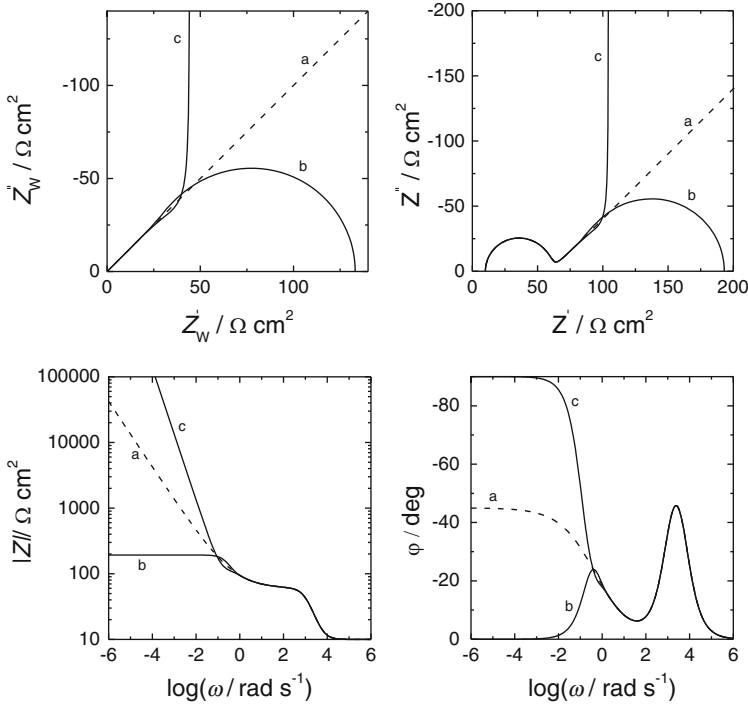 -100
-50
0
0 50 100
c
a
b
Z''W / Ω cm²
Z'W / Ω cm²
-200
-150
-100
-50
0
0 50 100 150 200
c
a
b
Z'' / Ω cm²
Z' / Ω cm²
100000
10000
1000
100
10
-6 -4 -2 0 2 4 6
c
a
b
|Z|/ Ω cm²
log(ω / rad s⁻¹)
-80
-60
-40
-20
0
-6 -4 -2 0 2 4 6
c
a
b
φ / deg
log(ω / rad s⁻¹)